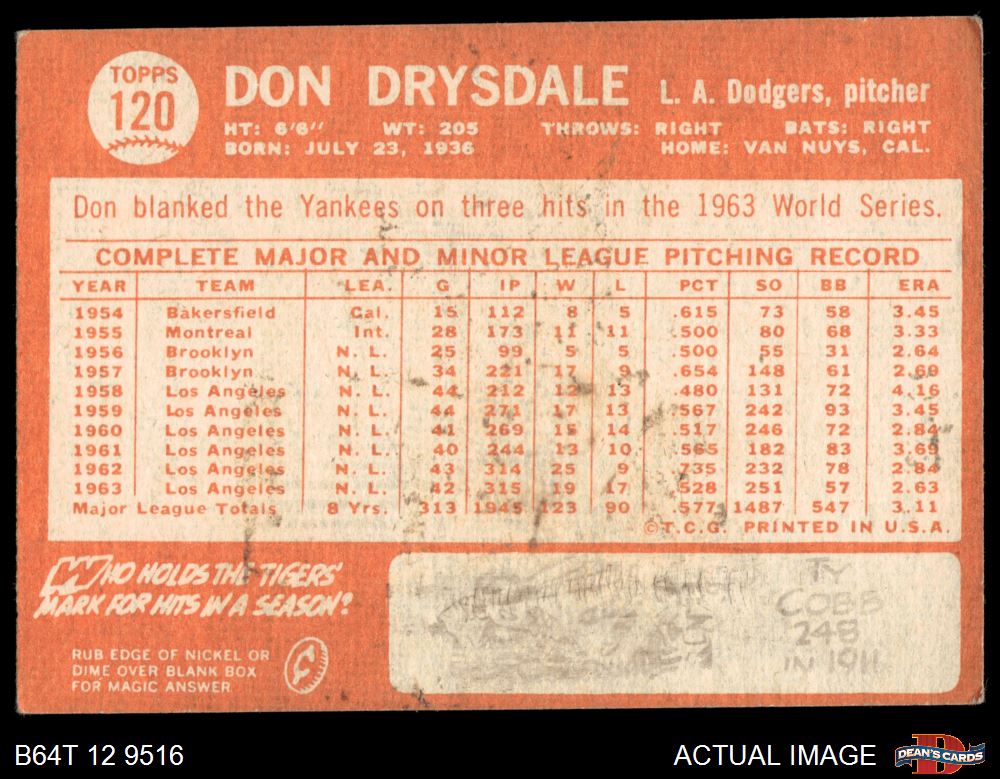 TOPPS
120
DON DRYSDALE L. A. Dodgers, pitcher
HT: 6'6" WT: 205 THROWS: RIGHT BATS: RIGHT
BORN: JULY 23, 1936 HOME: VAN NUYS, CAL.
Don blanked the Yankees on three hits in the 1963 World Series.
COMPLETE MAJOR AND MINOR LEAGUE PITCHING RECORD
YEAR TEAM LEA. G IP W L PCT SO BB ERA
1954 Bakersfield Cal. 15 112 8 5 .615 73 58 3.45
1955 Montreal Int. 28 173 11 11 .500 80 68 3.33
1956 Brooklyn N. L. 25 99 5 5 .500 55 31 2.64
1957 Brooklyn N. L. 34 221 17 9 .654 148 61 2.69
1958 Los Angeles N. L. 44 212 12 13 .480 131 72 4.16
1959 Los Angeles N. L. 44 271 17 13 .567 242 93 3.45
1960 Los Angeles N. L. 41 269 15 14 .517 246 72 2.84
1961 Los Angeles N. L. 40 244 13 10 .565 182 83 3.69
1962 Los Angeles N. L. 43 314 25 9 .735 232 78 2.84
1963 Los Angeles N. L. 42 315 19 17 .528 251 57 2.63
Major League Totals 8 Yrs. 313 1945 123 90 .577 1487 547 3.11
©T.C.G. PRINTED IN U.S.A.
WHO HOLDS THE TIGERS'
MARK FOR HITS IN A SEASON?
RUB EDGE OF NICKEL OR
DIME OVER BLANK BOX
FOR MAGIC ANSWER
TY
COBB
248
IN 1911
B64T 12 9516 ACTUAL IMAGE
DEAN'S CARDS